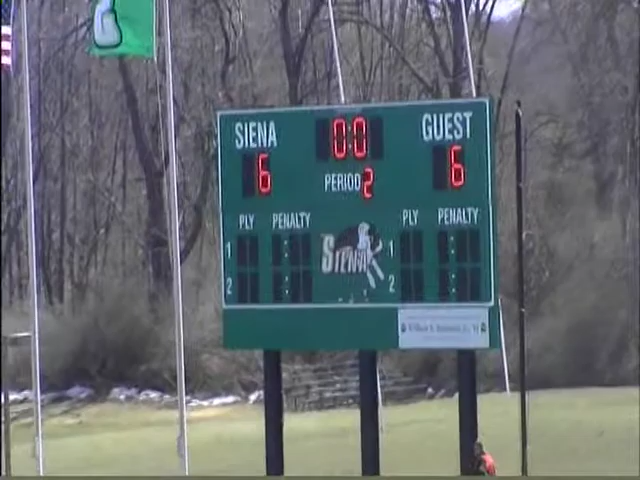 SIENA 00 GUEST
6 PERIOD 2 6
PLY PENALTY PLY PENALTY
1 : SIENA 1 :
2 : 2 :